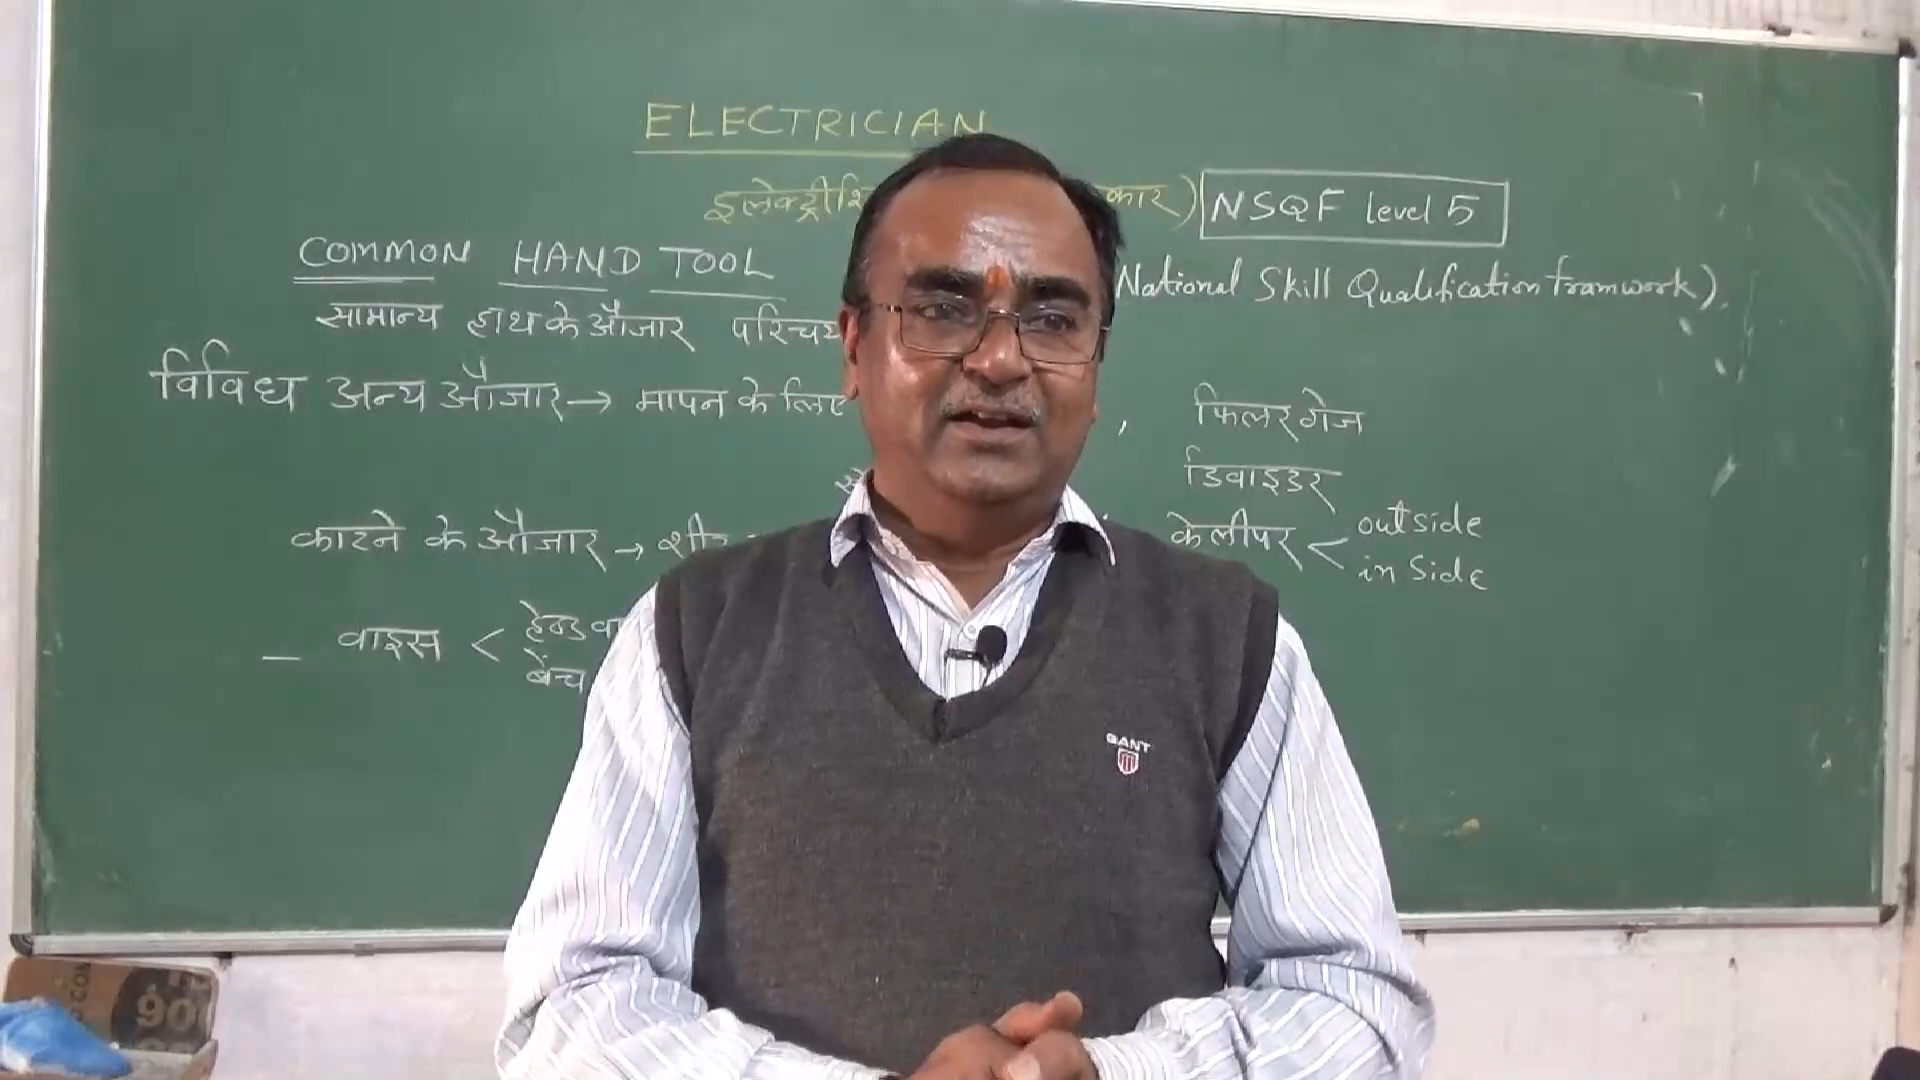 ELECTRICIAN
कार) NSQF Level 5
COMMON HAND TOOL National Skill Qualification Framwork).
सामान्य हाथ के औजार परिचय
विविध अन्य औजार → मापन के लिए , फिलर गेज
डिवाइडर
काटने के औजार → केलीपर < outside
in side
– वाइस < हेन्ड
बेंच
GANT
900